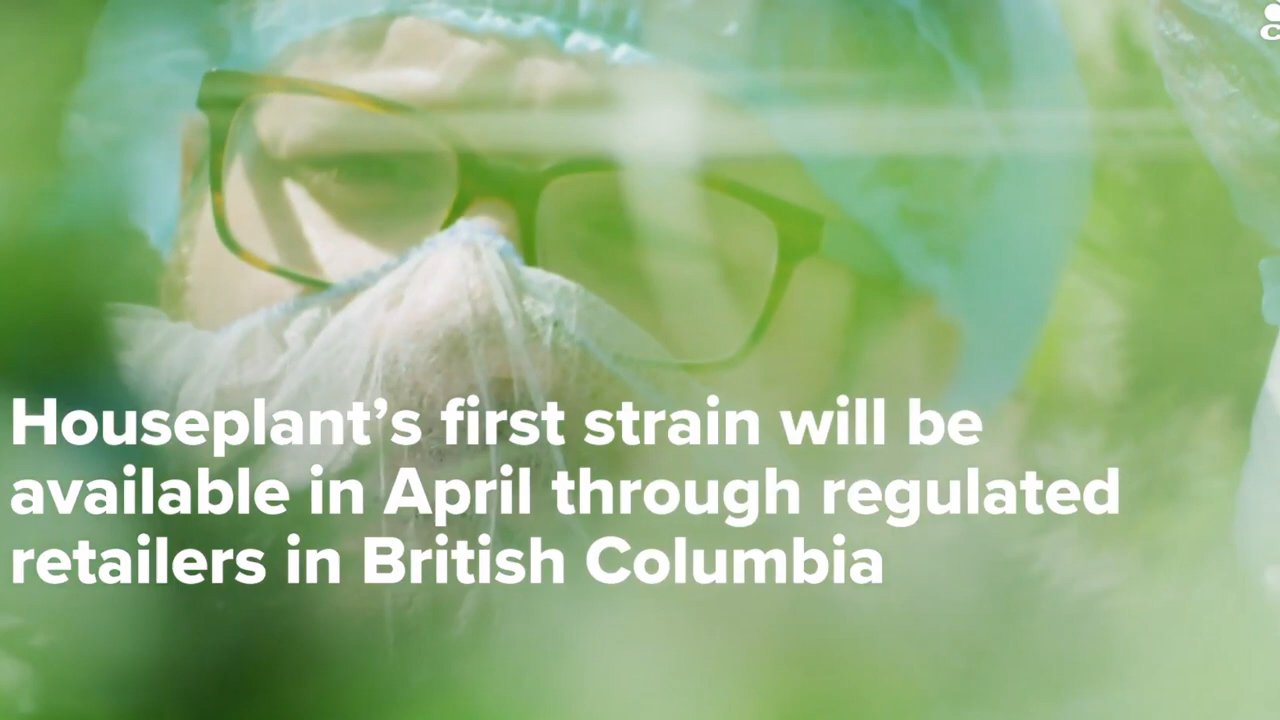 Houseplant’s first strain will be
available in April through regulated
retailers in British Columbia